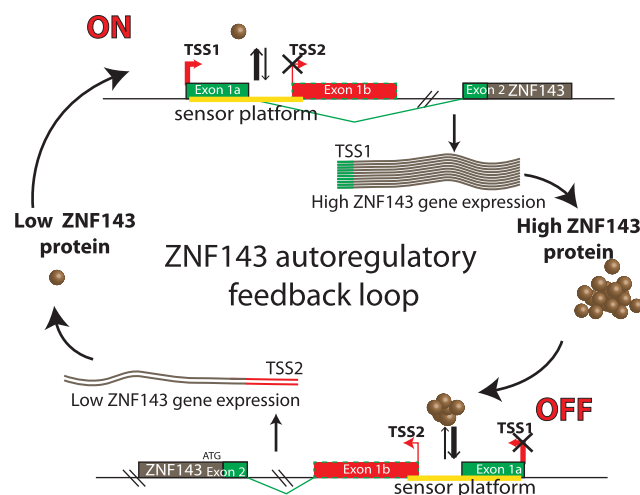 ON
TSS1
TSS2
Exon 1a
Exon 1b
Exon 2 ZNF143
sensor platform
TSS1
High ZNF143 gene expression
Low ZNF143
protein
High ZNF143
protein
ZNF143 autoregulatory
feedback loop
TSS2
Low ZNF143 gene expression
OFF
TSS2
TSS1
ATG
ZNF143 Exon 2
Exon 1b
Exon 1a
sensor platform